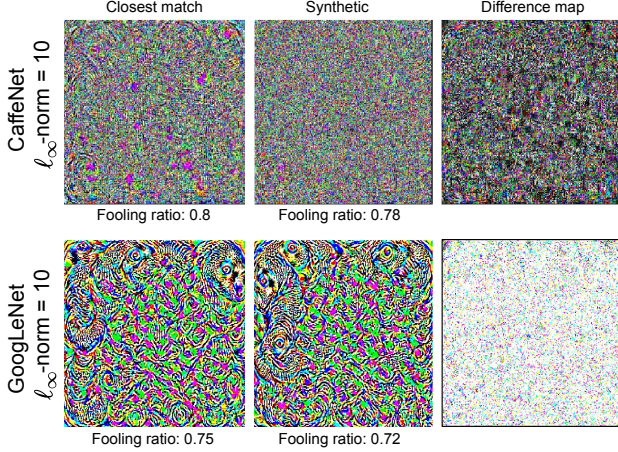 Closest match
Synthetic
Difference map
CaffeNet
ℓ∞-norm = 10
Fooling ratio: 0.8
Fooling ratio: 0.78
GoogLeNet
ℓ∞-norm = 10
Fooling ratio: 0.75
Fooling ratio: 0.72